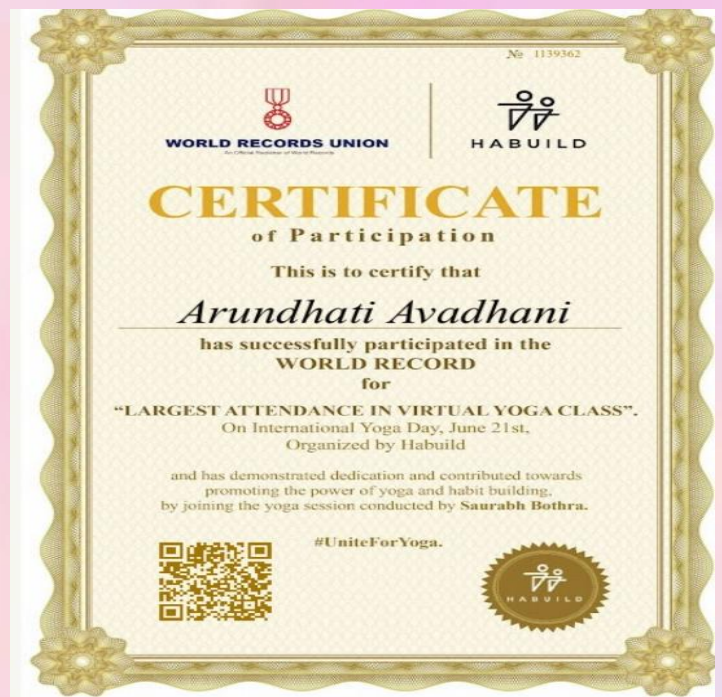 № 1139362
WORLD RECORDS UNION
HABUILD
CERTIFICATE
of Participation
This is to certify that
Arundhati Avadhani
has successfully participated in the
WORLD RECORD
for
“LARGEST ATTENDANCE IN VIRTUAL YOGA CLASS”.
On International Yoga Day, June 21st,
Organized by Habuild
and has demonstrated dedication and contributed towards
promoting the power of yoga and habit building,
by joining the yoga session conducted by Saurabh Bothra.
#UniteForYoga.
HABUILD